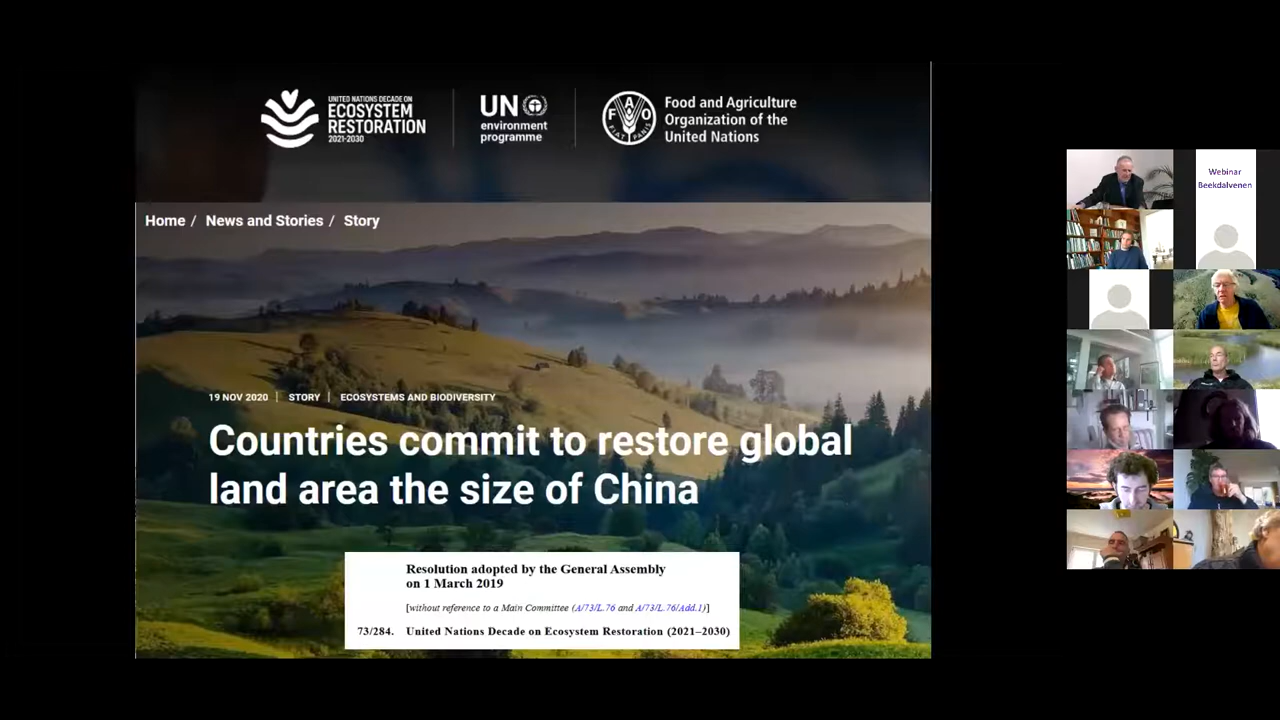 UNITED NATIONS DECADE ON
ECOSYSTEM
RESTORATION
2021-2030
UN
environment
programme
F A O
FIAT PANIS
Food and Agriculture
Organization of the
United Nations
Home / News and Stories / Story
19 NOV 2020 | STORY | ECOSYSTEMS AND BIODIVERSITY
Countries commit to restore global
land area the size of China
Resolution adopted by the General Assembly
on 1 March 2019
[without reference to a Main Committee (A/73/L.76 and A/73/L.76/Add.1)]
73/284. United Nations Decade on Ecosystem Restoration (2021–2030)
Webinar
Beekdalvenen